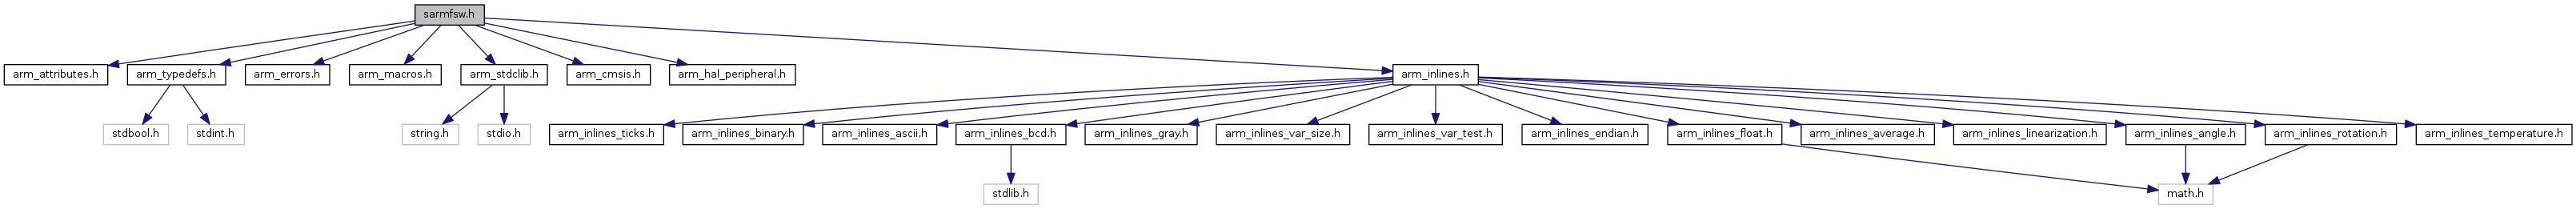 sarmfsw.h
arm_attributes.h
arm_typedefs.h
arm_errors.h
arm_macros.h
arm_stdclib.h
arm_cmsis.h
arm_hal_peripheral.h
arm_inlines.h
stdbool.h
stdint.h
string.h
stdio.h
arm_inlines_ticks.h
arm_inlines_binary.h
arm_inlines_ascii.h
arm_inlines_bcd.h
arm_inlines_gray.h
arm_inlines_var_size.h
arm_inlines_var_test.h
arm_inlines_endian.h
arm_inlines_float.h
arm_inlines_average.h
arm_inlines_linearization.h
arm_inlines_angle.h
arm_inlines_rotation.h
arm_inlines_temperature.h
stdlib.h
math.h